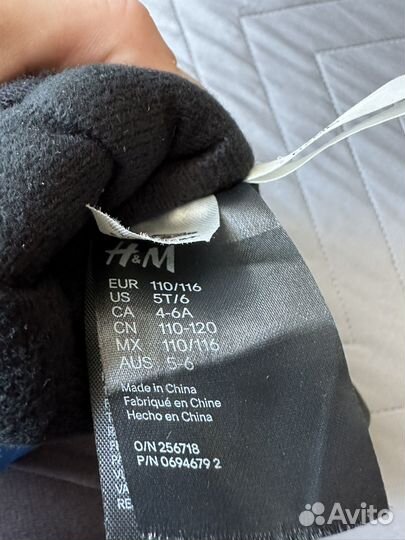 H&M
EUR 110/116
US 5T/6
CA 4-6A
CN 110-120
MX 110/116
AUS 5-6
Made in China
Fabriqué en Chine
Hecho en China
O/N 256718
P/N 0694679 2
Avito